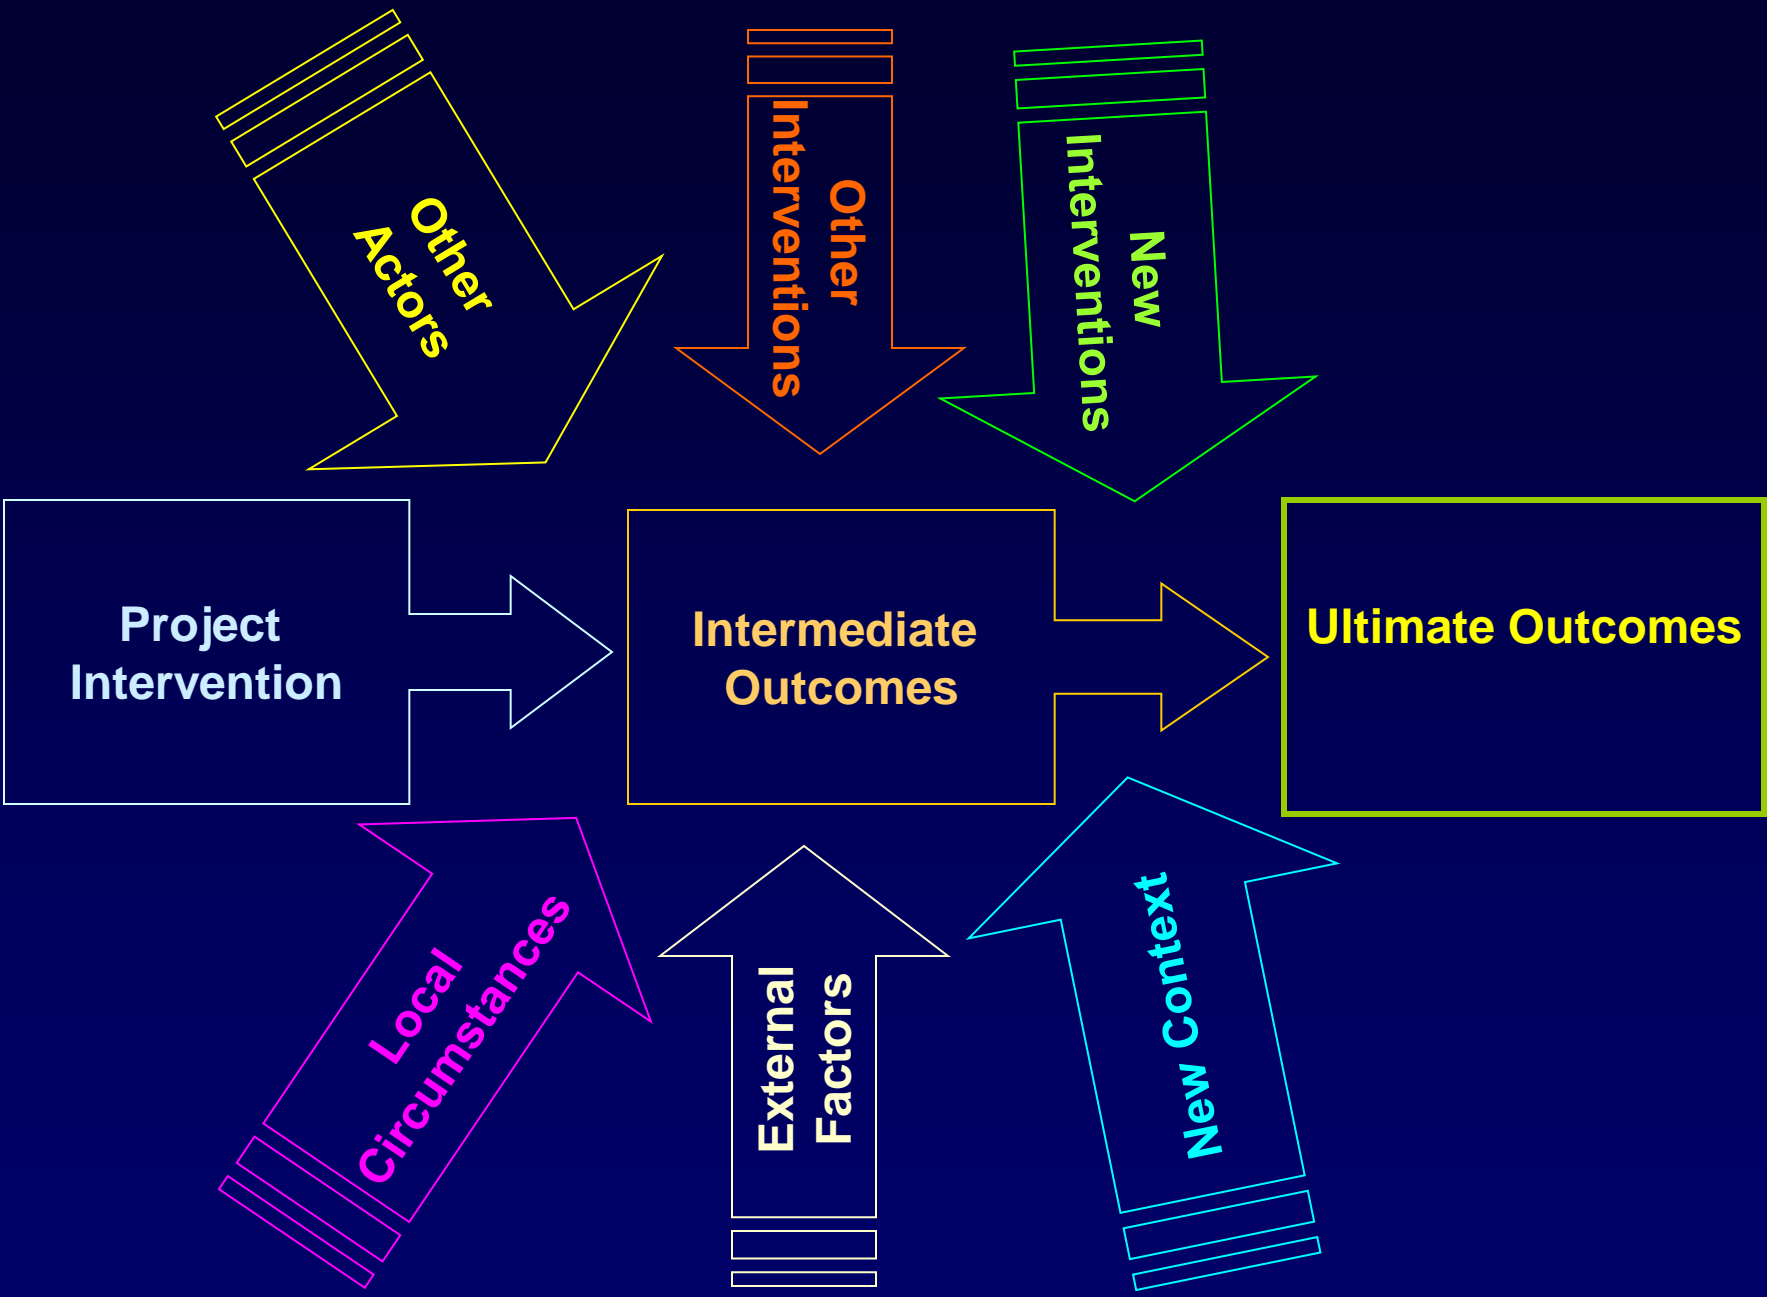 Other
Actors
Other
Interventions
New
Interventions
Project
Intervention
Intermediate
Outcomes
Ultimate Outcomes
Local
Circumstances
External
Factors
New Context